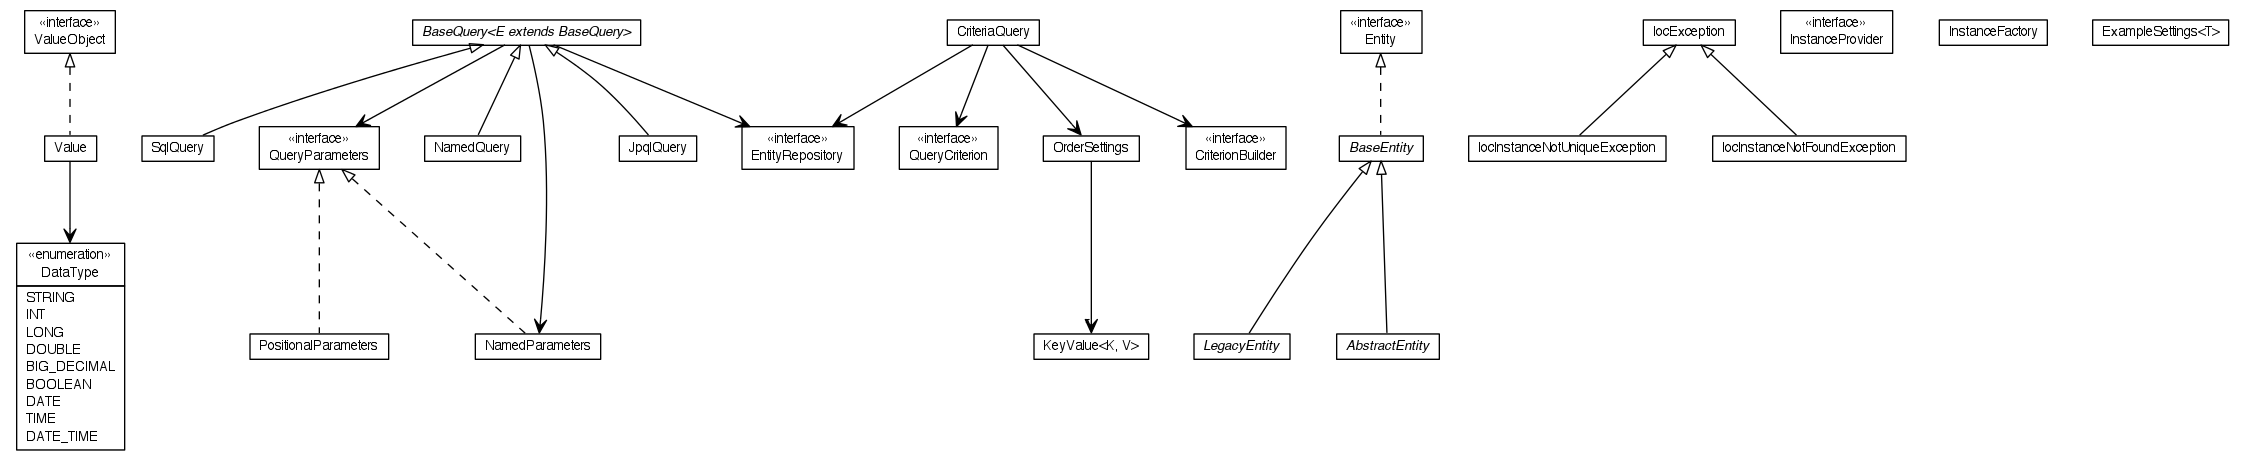 «interface»
ValueObject
BaseQuery<E extends BaseQuery>
CriteriaQuery
«interface»
Entity
IocException
«interface»
InstanceProvider
InstanceFactory
ExampleSettings<T>
Value
SqlQuery
«interface»
QueryParameters
NamedQuery
JpqlQuery
«interface»
EntityRepository
«interface»
QueryCriterion
OrderSettings
«interface»
CriterionBuilder
BaseEntity
IocInstanceNotUniqueException
IocInstanceNotFoundException
«enumeration»
DataType
STRING
INT
LONG
DOUBLE
BIG_DECIMAL
BOOLEAN
DATE
TIME
DATE_TIME
PositionalParameters
NamedParameters
KeyValue<K, V>
LegacyEntity
AbstractEntity